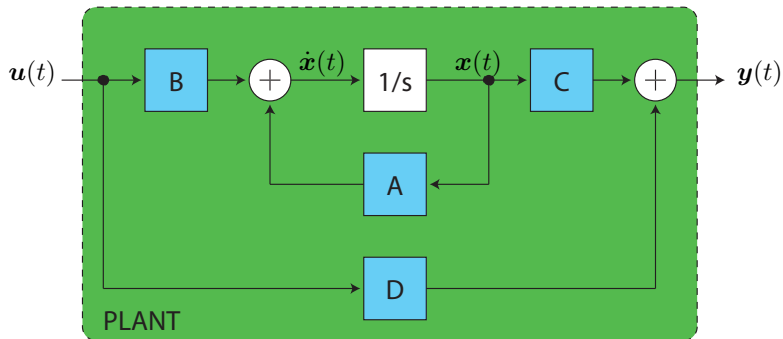 u(t)
B
+
ẋ(t)
1/s
x(t)
C
+
y(t)
A
D
PLANT